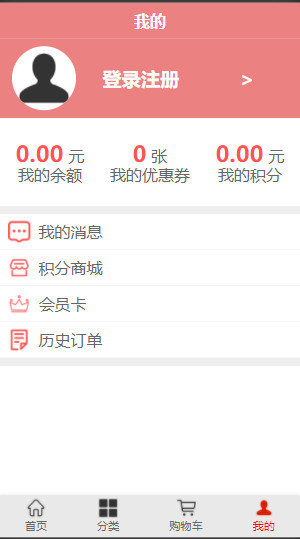 我的
登录注册 >
0.00 元 0 张 0.00 元
我的余额 我的优惠券 我的积分
我的消息
积分商城
会员卡
历史订单
首页 分类 购物车 我的